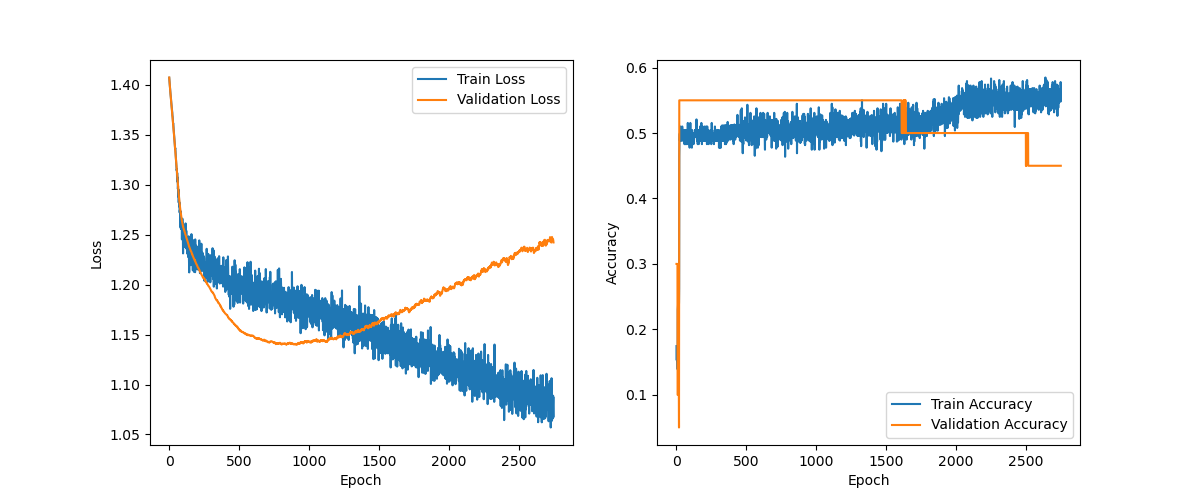 1.40
1.35
1.30
1.25
1.20
1.15
1.10
1.05
Loss
0 500 1000 1500 2000 2500
Epoch
Train Loss
Validation Loss
0.6
0.5
0.4
0.3
0.2
0.1
Accuracy
0 500 1000 1500 2000 2500
Epoch
Train Accuracy
Validation Accuracy